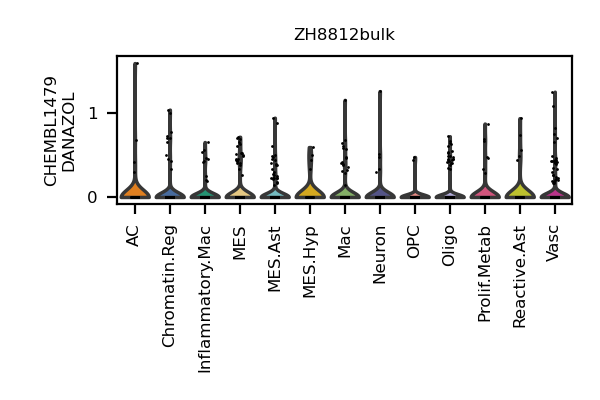 ZH8812bulk
CHEMBL1479
DANAZOL
1
0
AC
Chromatin.Reg
Inflammatory.Mac
MES
MES.Ast
MES.Hyp
Mac
Neuron
OPC
Oligo
Prolif.Metab
Reactive.Ast
Vasc